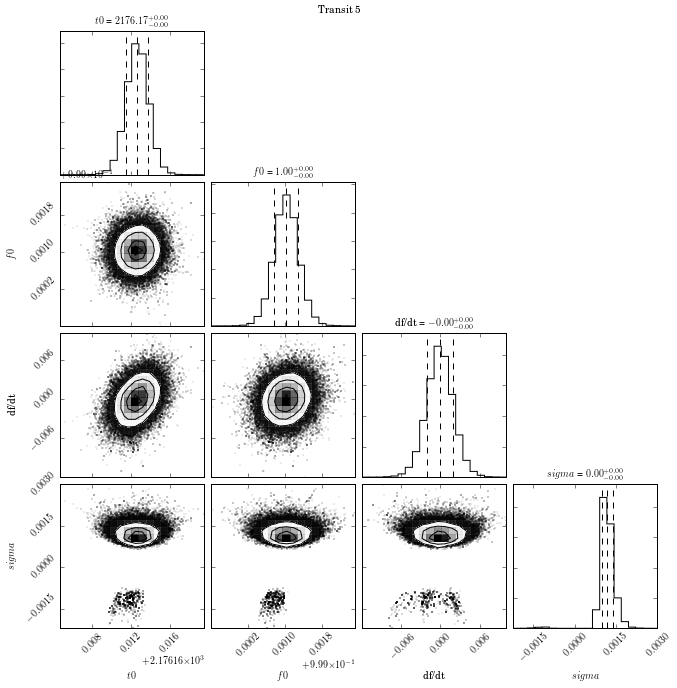 Transit 5
t0 = 2176.17+0.00−0.00
f0 = 1.00+0.00−0.00
0.0018
0.0010
0.0002
f0
df/dt = −0.00+0.00−0.00
0.006
0.000
−0.006
df/dt
sigma = 0.00+0.00−0.00
0.0030
0.0015
0.0000
−0.0015
sigma
0.008 0.012 0.016 0.0002 0.0010 0.0018 −0.006 0.000 0.006 −0.0015 0.0000 0.0015 0.0030
+2.17616×10³ +9.99×10⁻¹
t0 f0 df/dt sigma